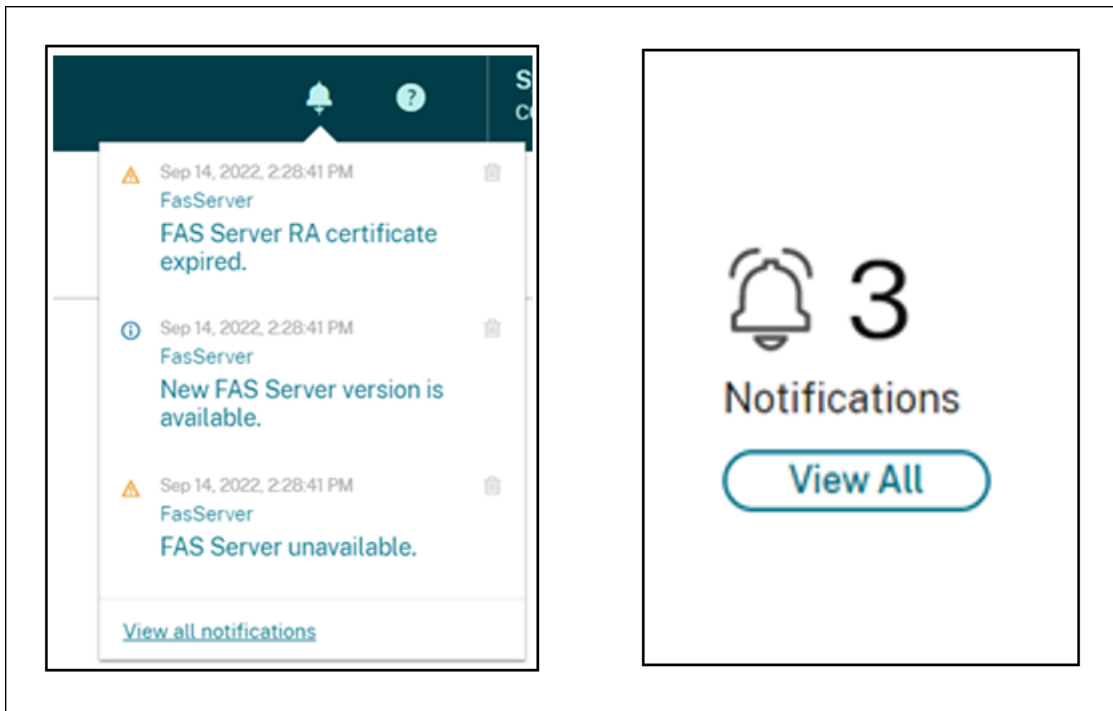 ?
S
Sep 14, 2022, 2:28:41 PM
FasServer
FAS Server RA certificate
expired.
Sep 14, 2022, 2:28:41 PM
FasServer
New FAS Server version is
available.
Sep 14, 2022, 2:28:41 PM
FasServer
FAS Server unavailable.
View all notifications
3
Notifications
View All